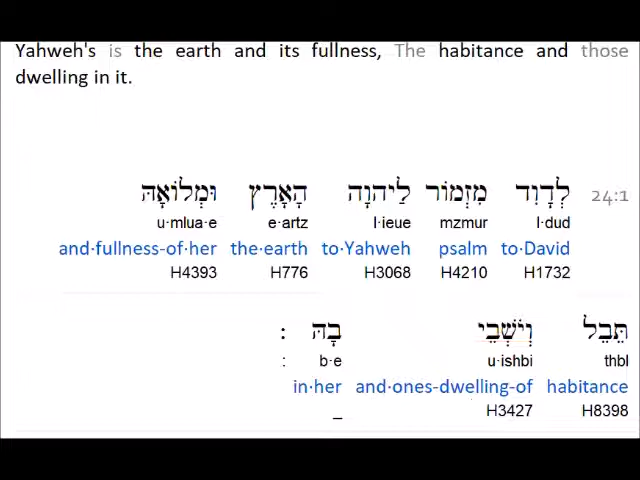 Yahweh's is the earth and its fullness, The habitance and those
dwelling in it.
24:1 לְדָוִד מִזְמוֹר לַיהוָה הָאָרֶץ וּמְלוֹאָהּ
u·mlua·e e·artz l·ieue mzmur l·dud
and·fullness-of·her the·earth to·Yahweh psalm to·David
H4393 H776 H3068 H4210 H1732
תֵּבֵל וְיֹשְׁבֵי בָהּ :
: b·e u·ishbi thbl
in·her and·ones-dwelling-of habitance
_ H3427 H8398